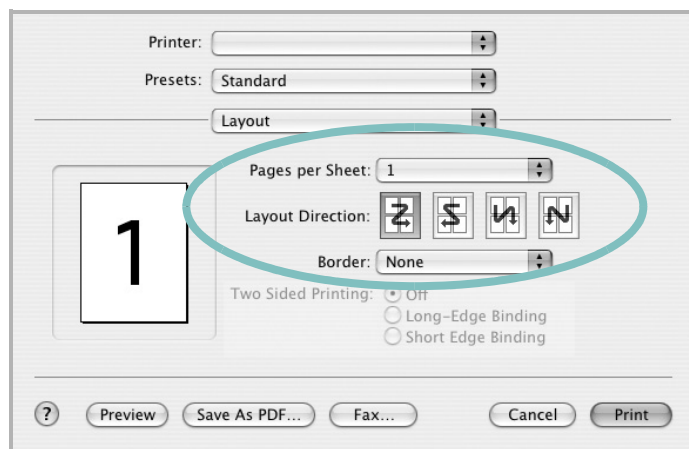 Printer:
Presets: Standard
Layout
Pages per Sheet: 1
1
Layout Direction:
Border: None
Two Sided Printing: Off
Long-Edge Binding
Short Edge Binding
? Preview Save As PDF... Fax... Cancel Print